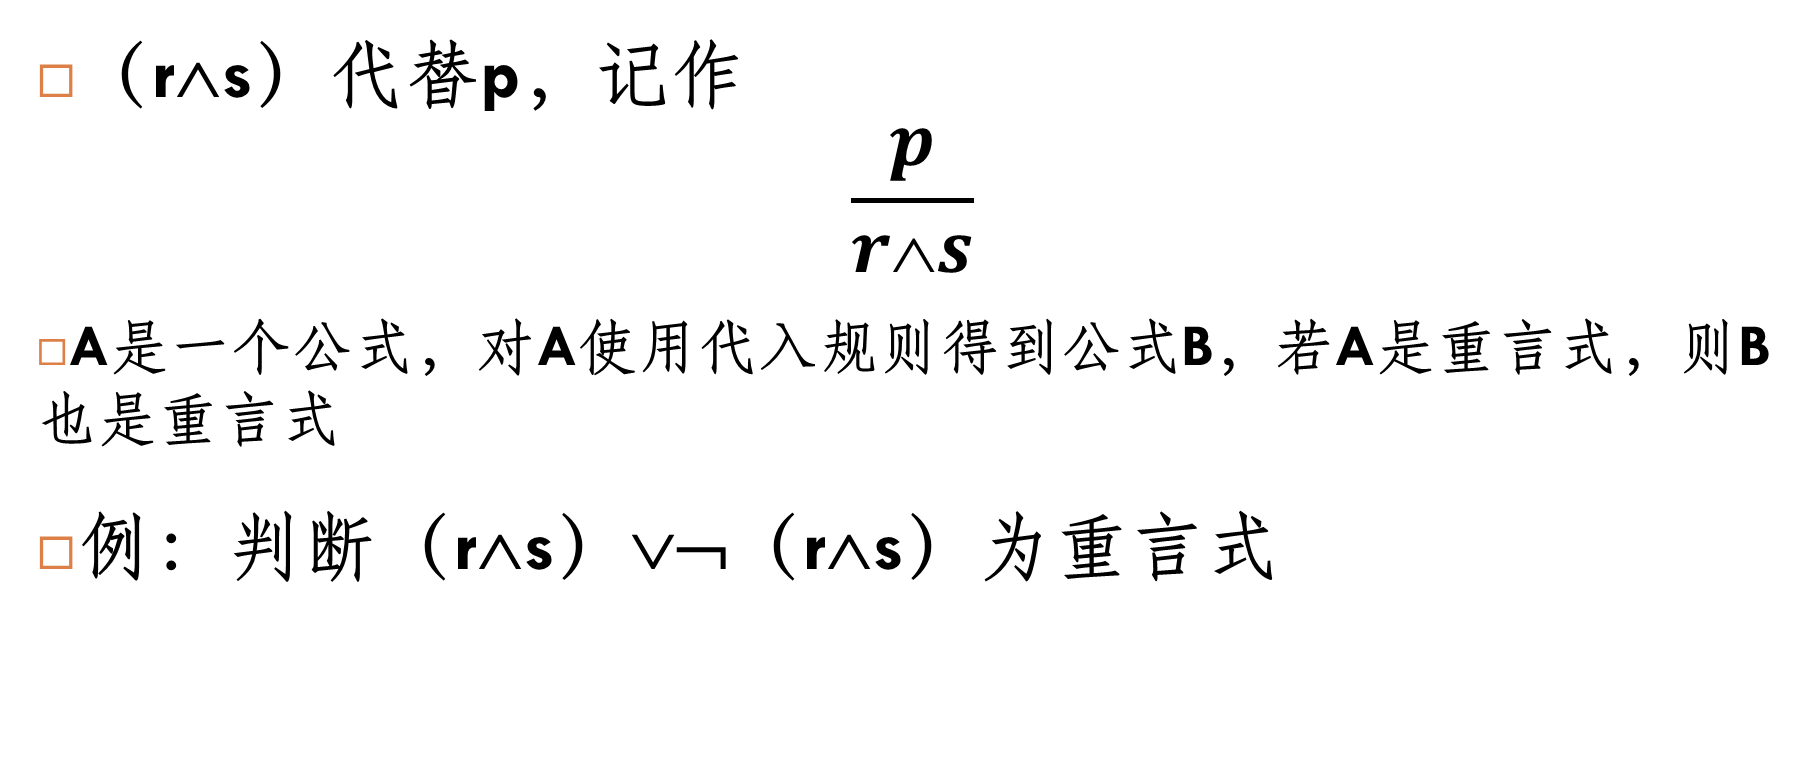 （r∧s）代替p，记作
p
r∧s
A是一个公式，对A使用代入规则得到公式B，若A是重言式，则B
也是重言式
例：判断（r∧s）∨¬（r∧s）为重言式